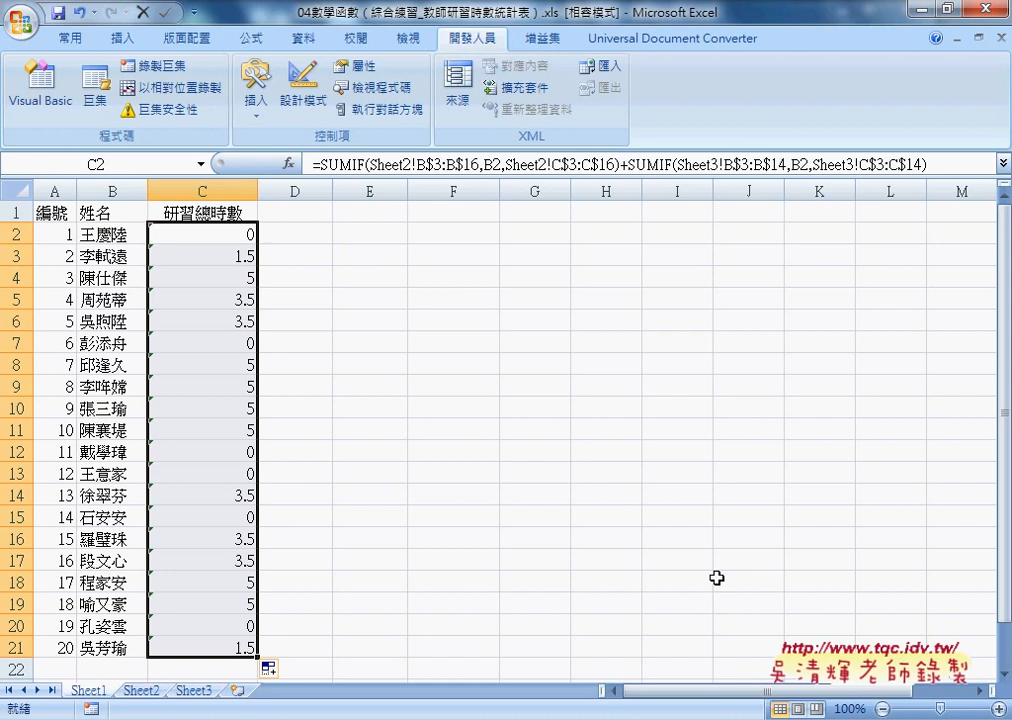 04數學函數（綜合練習_教師研習時數統計表）.xls [相容模式] - Microsoft Excel
常用 插入 版面配置 公式 資料 校閱 檢視 開發人員 增益集 Universal Document Converter
Visual Basic 巨集 錄製巨集 以相對位置錄製 巨集安全性 程式碼
插入 設計模式 屬性 檢視程式碼 執行對話方塊 控制項
來源 對應內容 擴充套件 重新整理資料 匯入 匯出 XML
C2 fx =SUMIF(Sheet2!B$3:B$16,B2,Sheet2!C$3:C$16)+SUMIF(Sheet3!B$3:B$14,B2,Sheet3!C$3:C$14)
A B C D E F G H I J K L M
1 編號 姓名 研習總時數
2 1 王慶陸 0
3 2 李軾遠 1.5
4 3 陳仕傑 5
5 4 周苑蒂 3.5
6 5 吳煦陞 3.5
7 6 彭添舟 0
8 7 邱逢久 5
9 8 李哖嫦 5
10 9 張三瑜 5
11 10 陳襄堤 5
12 11 戴學瑋 0
13 12 王意家 0
14 13 徐翠芬 3.5
15 14 石安安 0
16 15 羅璧珠 3.5
17 16 段文心 3.5
18 17 程家安 5
19 18 喻又豪 5
20 19 孔姿雲 0
21 20 吳芳瑜 1.5
22
http://www.tqc.idv.tw/
吳清輝老師錄製
Sheet1 Sheet2 Sheet3
就緒 100%